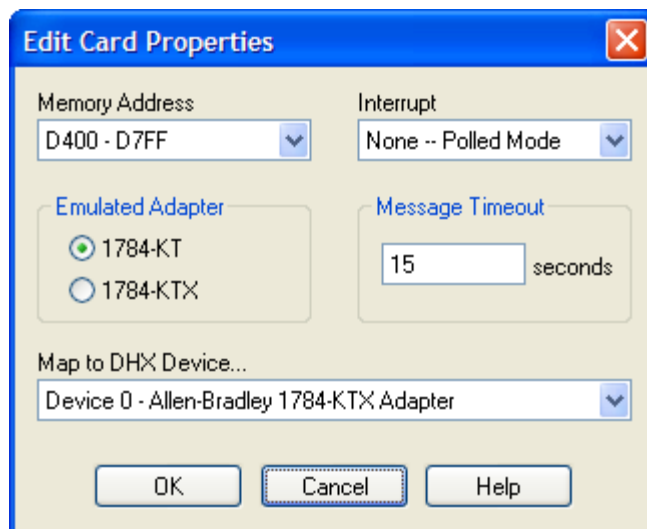 Edit Card Properties
Memory Address
Interrupt
D400 - D7FF
None -- Polled Mode
Emulated Adapter
Message Timeout
1784-KT
15 seconds
1784-KTX
Map to DHX Device...
Device 0 - Allen-Bradley 1784-KTX Adapter
OK
Cancel
Help